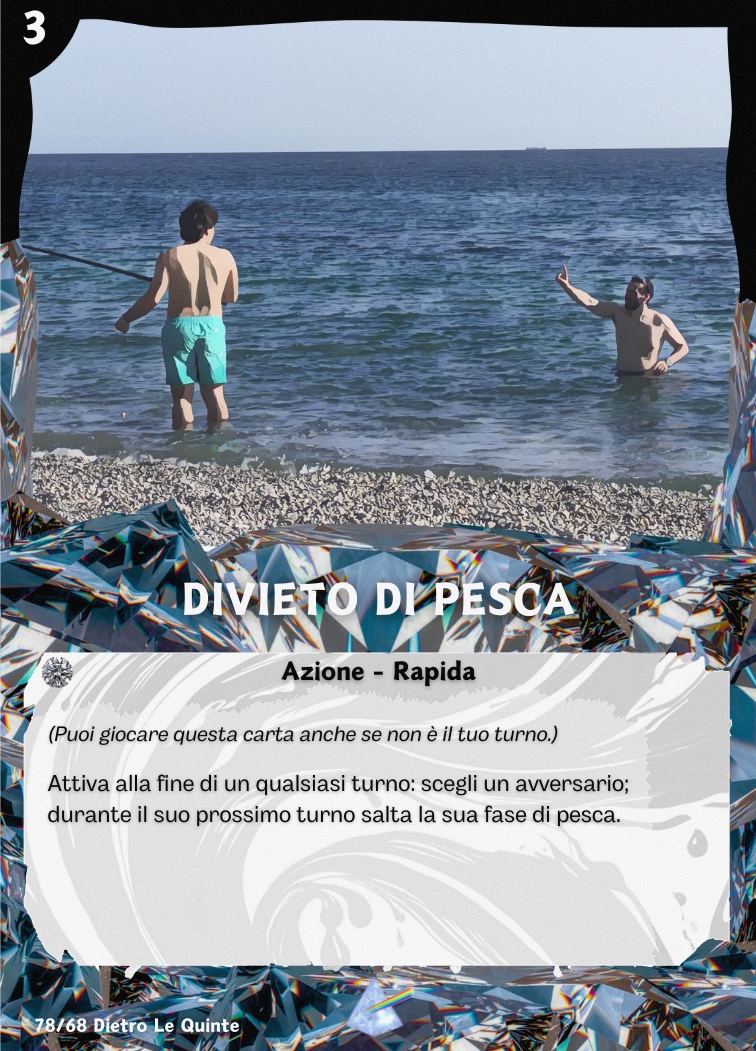 3
DIVIETO DI PESCA
Azione - Rapida
(Puoi giocare questa carta anche se non è il tuo turno.)
Attiva alla fine di un qualsiasi turno: scegli un avversario;
durante il suo prossimo turno salta la sua fase di pesca.
78/68 Dietro Le Quinte